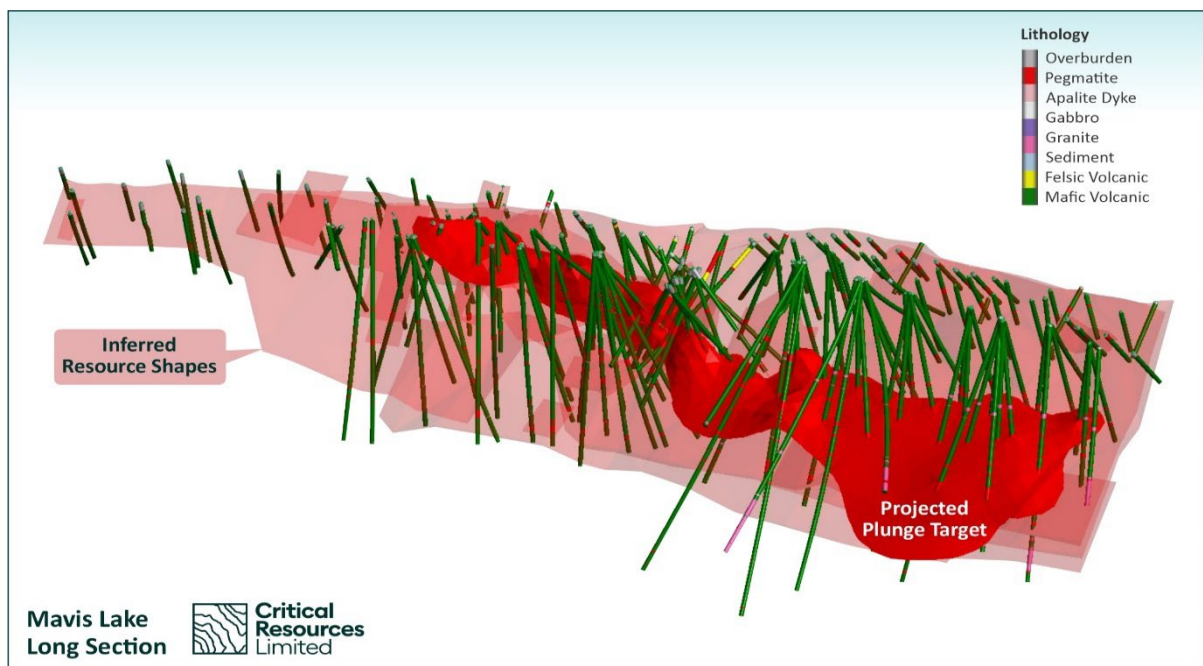 Lithology
Overburden
Pegmatite
Apalite Dyke
Gabbro
Granite
Sediment
Felsic Volcanic
Mafic Volcanic
Inferred
Resource Shapes
Projected
Plunge Target
Mavis Lake
Long Section
Critical
Resources
Limited